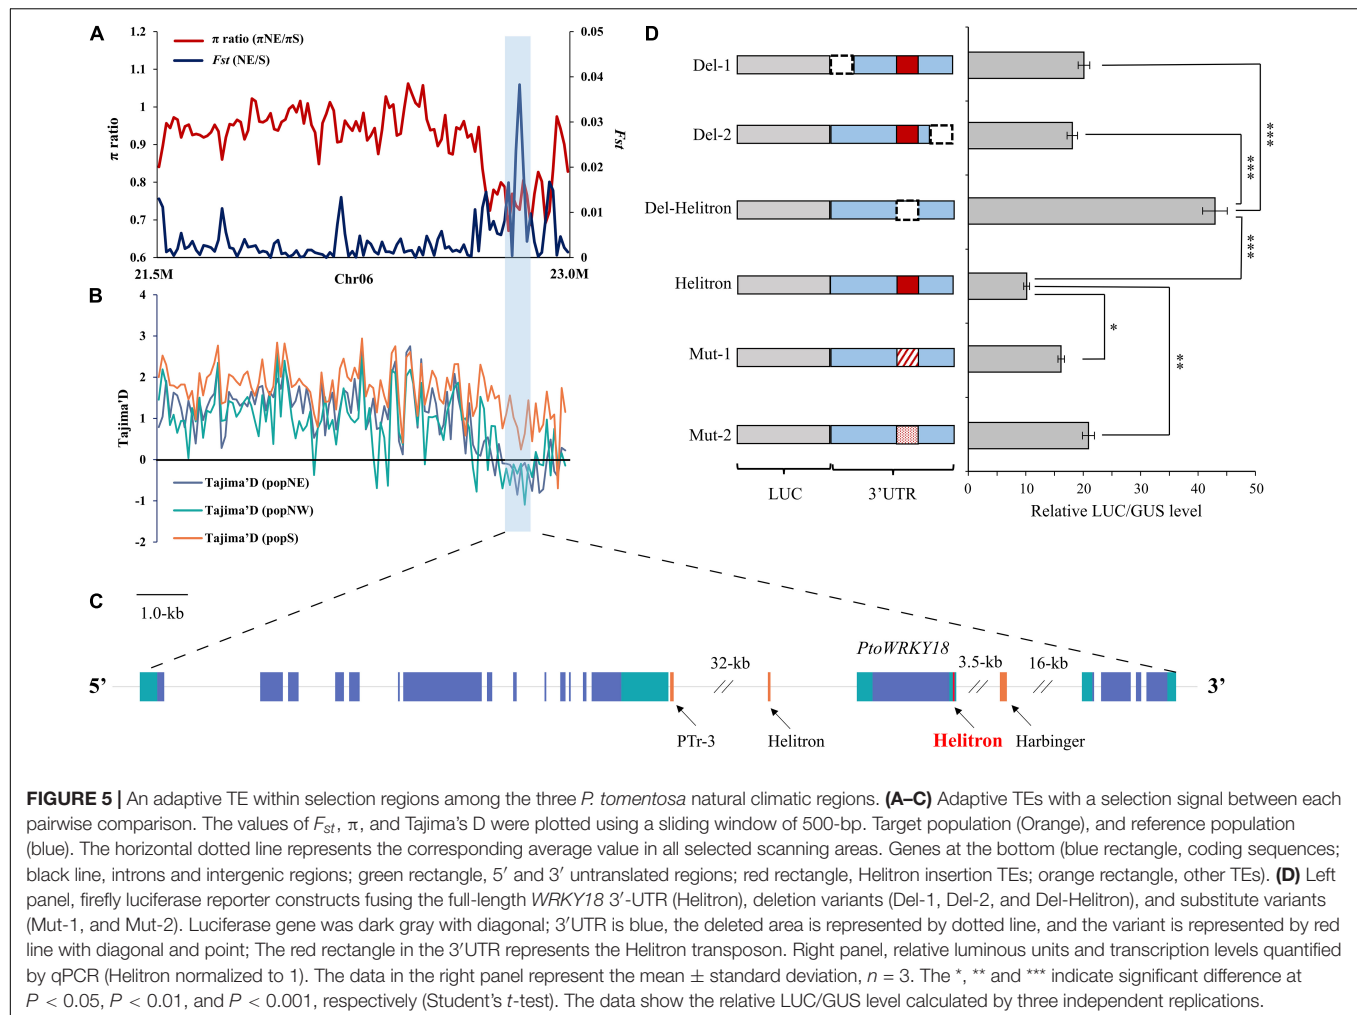 A
π ratio (πNE/πS)
Fst (NE/S)
1.2
1.1
1
0.9
0.8
0.7
0.6
π ratio
0.05
0.04
0.03
0.02
0.01
0
Fst
21.5M
Chr06
23.0M
B
4
3
2
1
0
-1
-2
Tajima'D
Tajima'D (popNE)
Tajima'D (popNW)
Tajima'D (popS)
C
1.0-kb
5’
PTr-3
32-kb
Helitron
PtoWRKY18
Helitron
3.5-kb
Harbinger
16-kb
3’
D
Del-1
Del-2
Del-Helitron
Helitron
Mut-1
Mut-2
LUC
3’UTR
***
***
***
*
**
0 10 20 30 40 50
Relative LUC/GUS level
FIGURE 5 | An adaptive TE within selection regions among the three P. tomentosa natural climatic regions. (A–C) Adaptive TEs with a selection signal between each
pairwise comparison. The values of Fst, π, and Tajima's D were plotted using a sliding window of 500-bp. Target population (Orange), and reference population
(blue). The horizontal dotted line represents the corresponding average value in all selected scanning areas. Genes at the bottom (blue rectangle, coding sequences;
black line, introns and intergenic regions; green rectangle, 5′ and 3′ untranslated regions; red rectangle, Helitron insertion TEs; orange rectangle, other TEs). (D) Left
panel, firefly luciferase reporter constructs fusing the full-length WRKY18 3′-UTR (Helitron), deletion variants (Del-1, Del-2, and Del-Helitron), and substitute variants
(Mut-1, and Mut-2). Luciferase gene was dark gray with diagonal; 3′UTR is blue, the deleted area is represented by dotted line, and the variant is represented by red
line with diagonal and point; The red rectangle in the 3′UTR represents the Helitron transposon. Right panel, relative luminous units and transcription levels quantified
by qPCR (Helitron normalized to 1). The data in the right panel represent the mean ± standard deviation, n = 3. The *, ** and *** indicate significant difference at
P < 0.05, P < 0.01, and P < 0.001, respectively (Student's t-test). The data show the relative LUC/GUS level calculated by three independent replications.